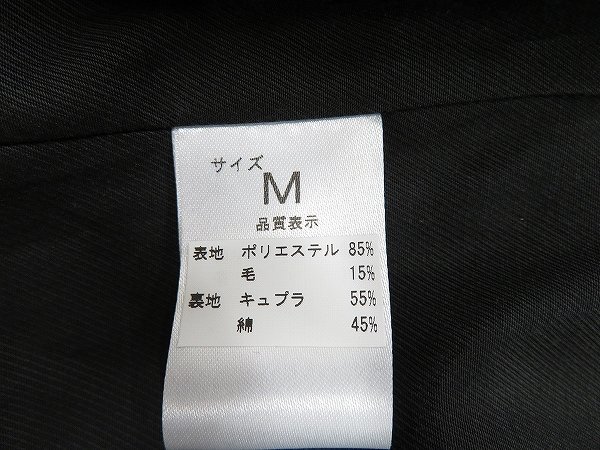 サイズ
M
品質表示
表地 ポリエステル 85%
毛 15%
裏地 キュプラ 55%
綿 45%